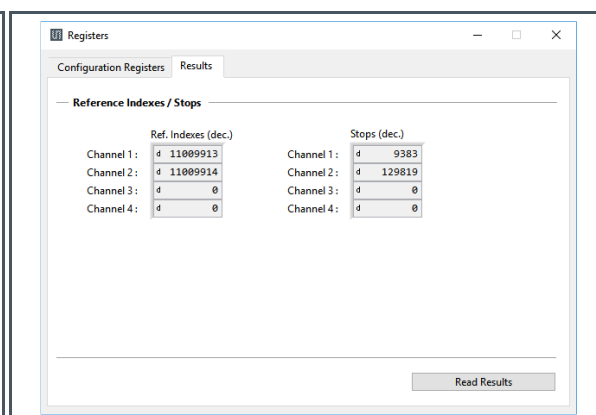 Registers
Configuration Registers Results
Reference Indexes / Stops
Ref. Indexes (dec.) Stops (dec.)
Channel 1 : d 11009913 Channel 1 : d 9383
Channel 2 : d 11009914 Channel 2 : d 129819
Channel 3 : d 0 Channel 3 : d 0
Channel 4 : d 0 Channel 4 : d 0
Read Results